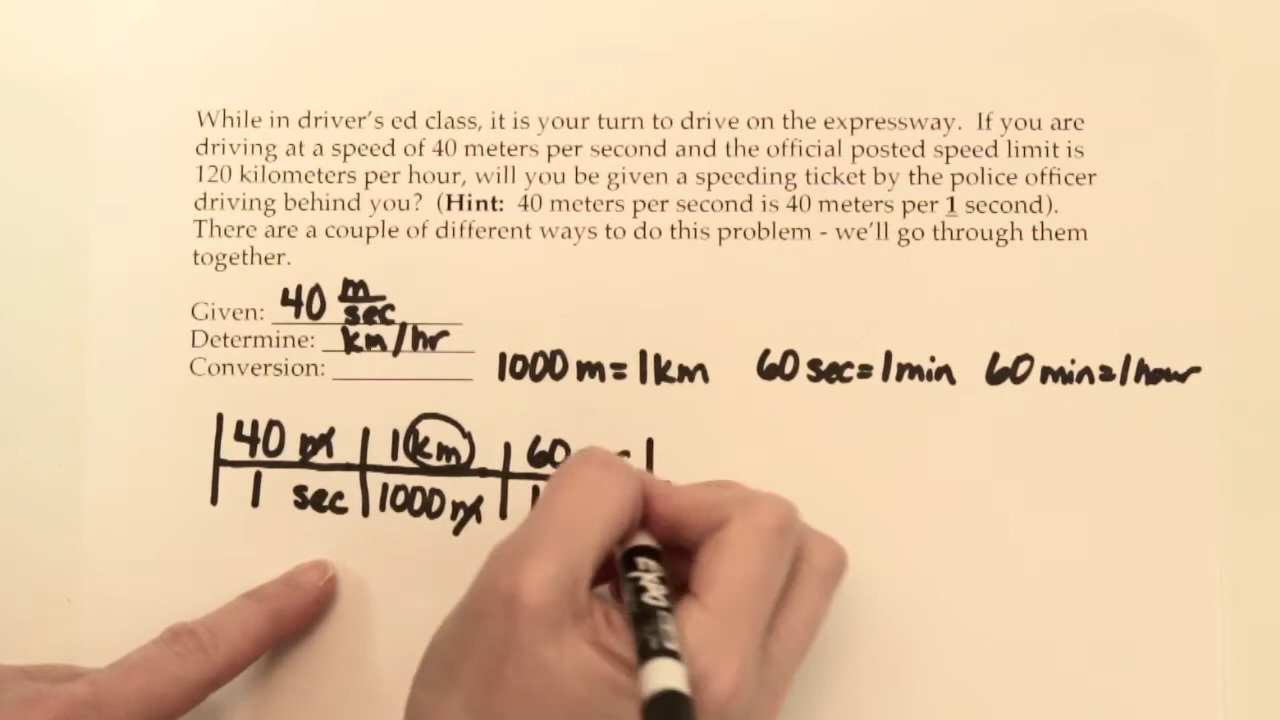 While in driver's ed class, it is your turn to drive on the expressway. If you are
driving at a speed of 40 meters per second and the official posted speed limit is
120 kilometers per hour, will you be given a speeding ticket by the police officer
driving behind you? (Hint: 40 meters per second is 40 meters per 1 second).
There are a couple of different ways to do this problem - we'll go through them
together.
Given: 40 m/sec
Determine: km/hr
Conversion: 1000 m = 1 km 60 sec = 1 min 60 min = 1 hour
40 m 1 km 60
1 sec 1000 m 1
EXPO